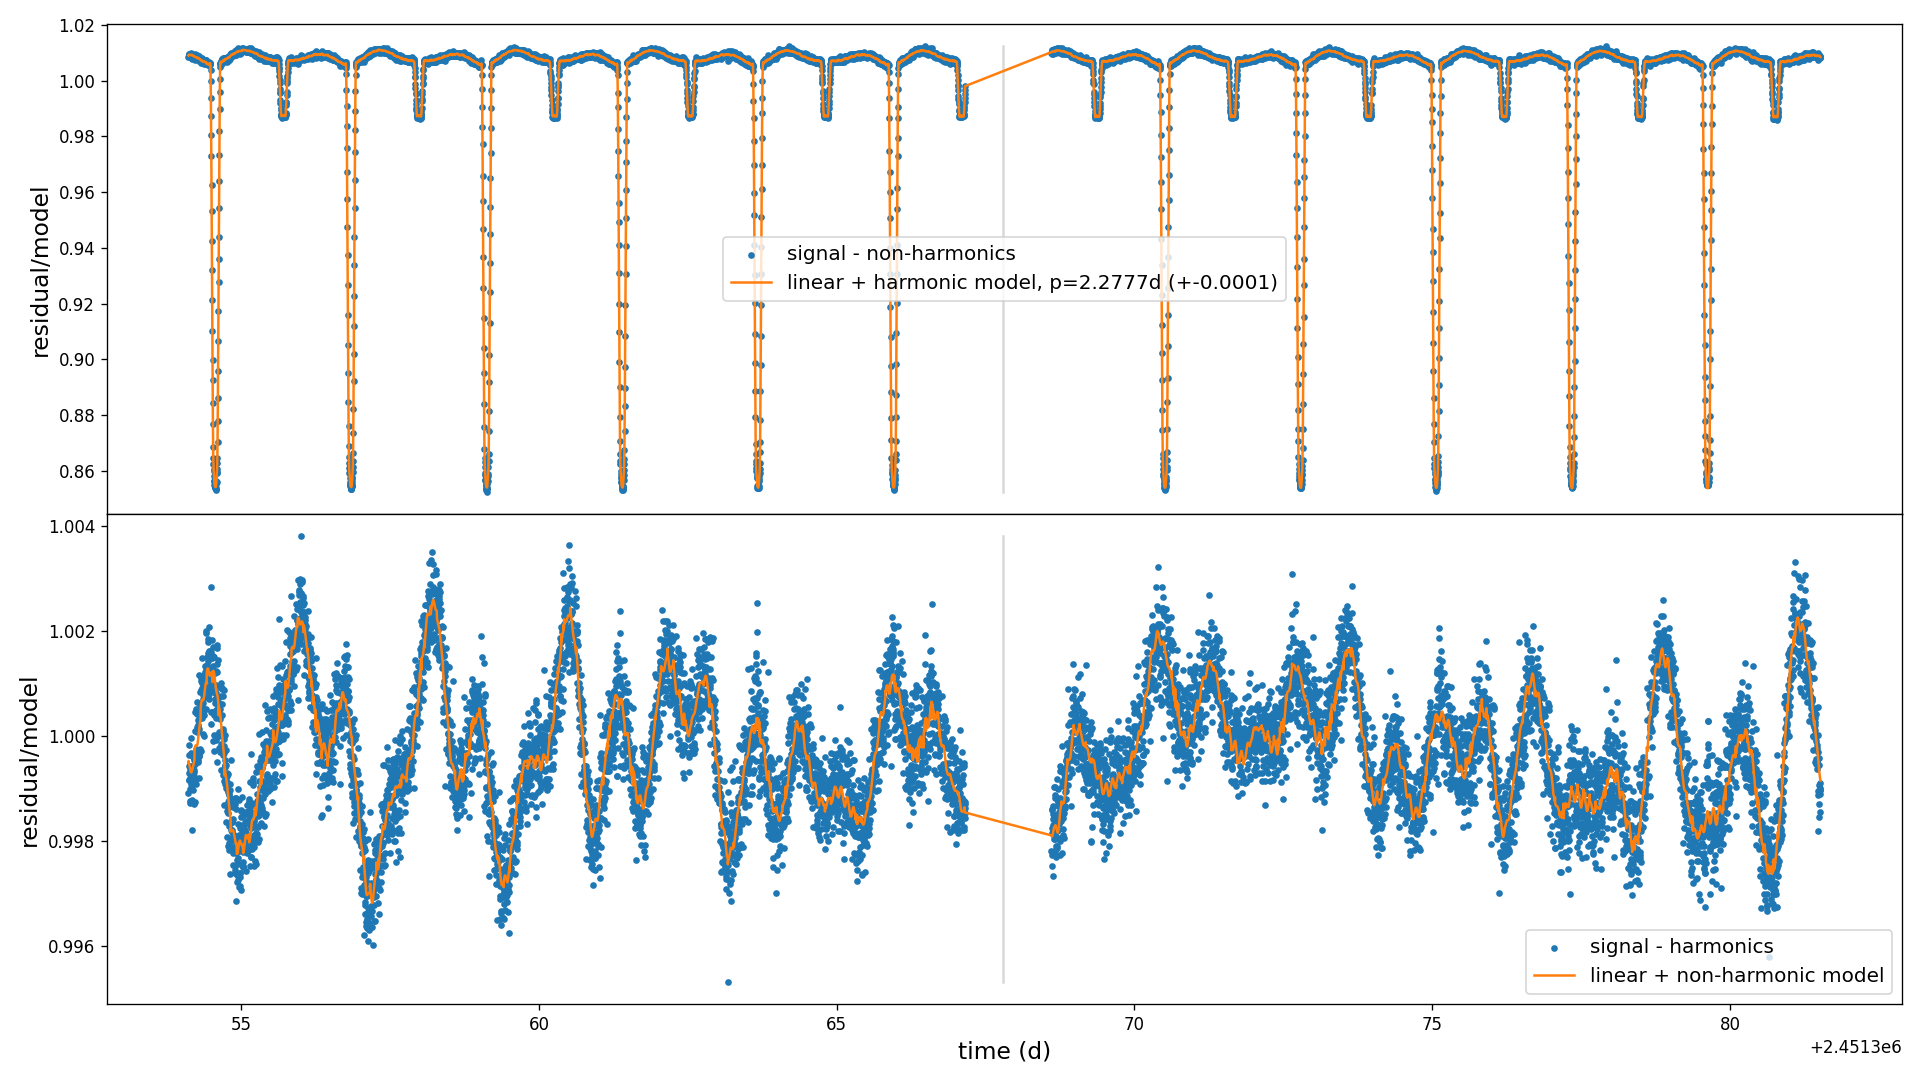 1.02
1.00
0.98
0.96
0.94
0.92
0.90
0.88
0.86
residual/model
signal - non-harmonics
linear + harmonic model, p=2.2777d (+-0.0001)
1.004
1.002
1.000
0.998
0.996
residual/model
signal - harmonics
linear + non-harmonic model
55
60
65
70
75
80
time (d)
+2.4513e6